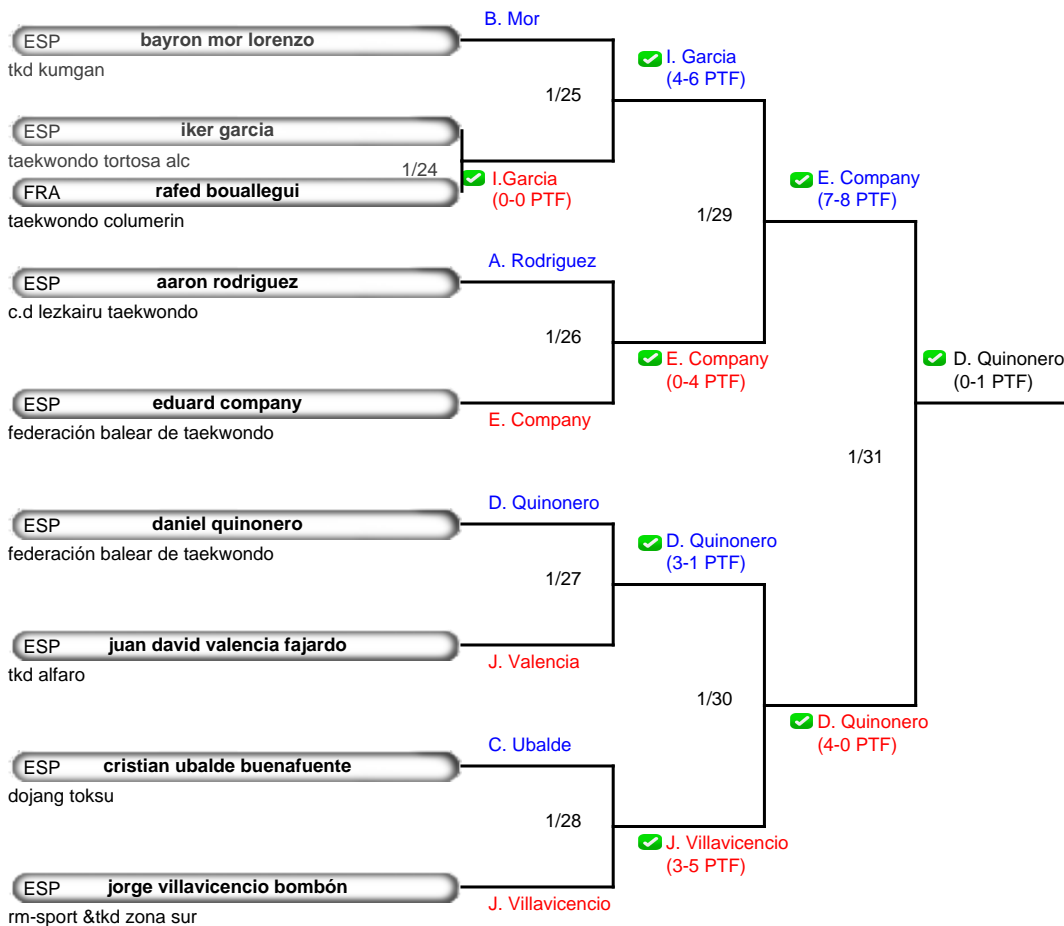 B. Mor
ESP bayron mor lorenzo
tkd kumgan
I. Garcia
(4-6 PTF)
1/25
ESP iker garcia
taekwondo tortosa alc
1/24
I.Garcia
(0-0 PTF)
FRA rafed bouallegui
taekwondo columerin
E. Company
(7-8 PTF)
1/29
A. Rodriguez
ESP aaron rodriguez
c.d lezkairu taekwondo
1/26
E. Company
(0-4 PTF)
D. Quinonero
(0-1 PTF)
ESP eduard company
E. Company
federación balear de taekwondo
1/31
D. Quinonero
ESP daniel quinonero
federación balear de taekwondo
D. Quinonero
(3-1 PTF)
1/27
ESP juan david valencia fajardo
J. Valencia
tkd alfaro
1/30
D. Quinonero
(4-0 PTF)
C. Ubalde
ESP cristian ubalde buenafuente
dojang toksu
1/28
J. Villavicencio
(3-5 PTF)
ESP jorge villavicencio bombón
J. Villavicencio
rm-sport &tkd zona sur